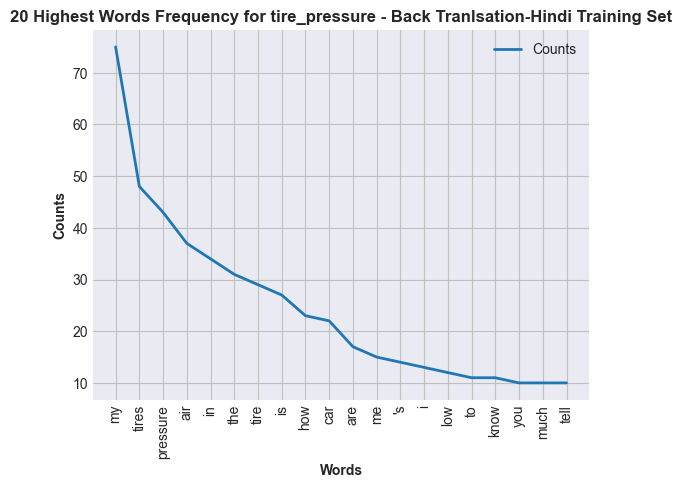 20 Highest Words Frequency for tire_pressure - Back Tranlsation-Hindi Training Set
Counts
70
60
50
40
30
20
10
Counts
my
tires
pressure
air
in
the
tire
is
how
car
are
me
's
i
low
to
know
you
much
tell
Words